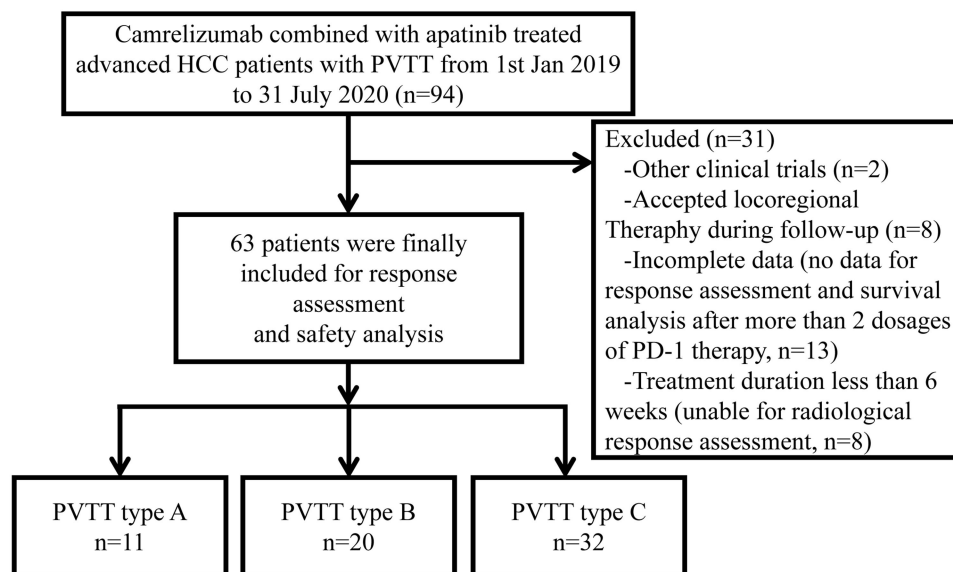 Camrelizumab combined with apatinib treated
advanced HCC patients with PVTT from 1st Jan 2019
to 31 July 2020 (n=94)
Excluded (n=31)
-Other clinical trials (n=2)
-Accepted locoregional
Theraphy during follow-up (n=8)
-Incomplete data (no data for
response assessment and survival
analysis after more than 2 dosages
of PD-1 therapy, n=13)
-Treatment duration less than 6
weeks (unable for radiological
response assessment, n=8)
63 patients were finally
included for response
assessment
and safety analysis
PVTT type A
n=11
PVTT type B
n=20
PVTT type C
n=32